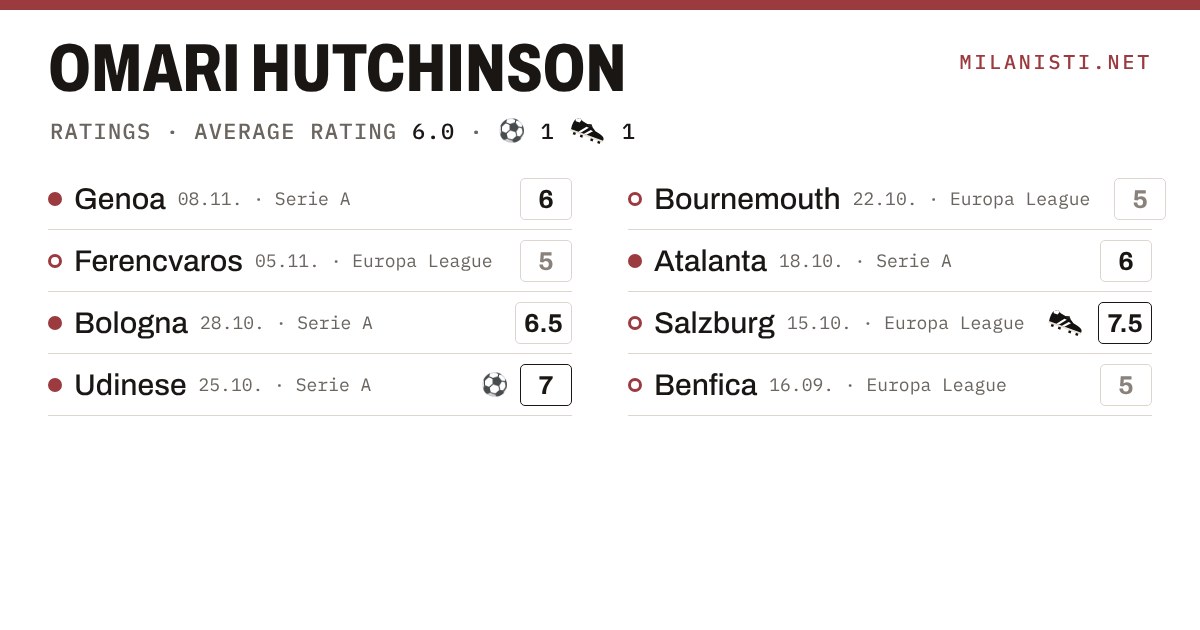 OMARI HUTCHINSON
MILANISTI.NET
RATINGS · AVERAGE RATING 6.0 · ⚽ 1 👟 1
Genoa 08.11. · Serie A 6
Ferencvaros 05.11. · Europa League 5
Bologna 28.10. · Serie A 6.5
Udinese 25.10. · Serie A ⚽ 7
Bournemouth 22.10. · Europa League 5
Atalanta 18.10. · Serie A 6
Salzburg 15.10. · Europa League 👟 7.5
Benfica 16.09. · Europa League 5